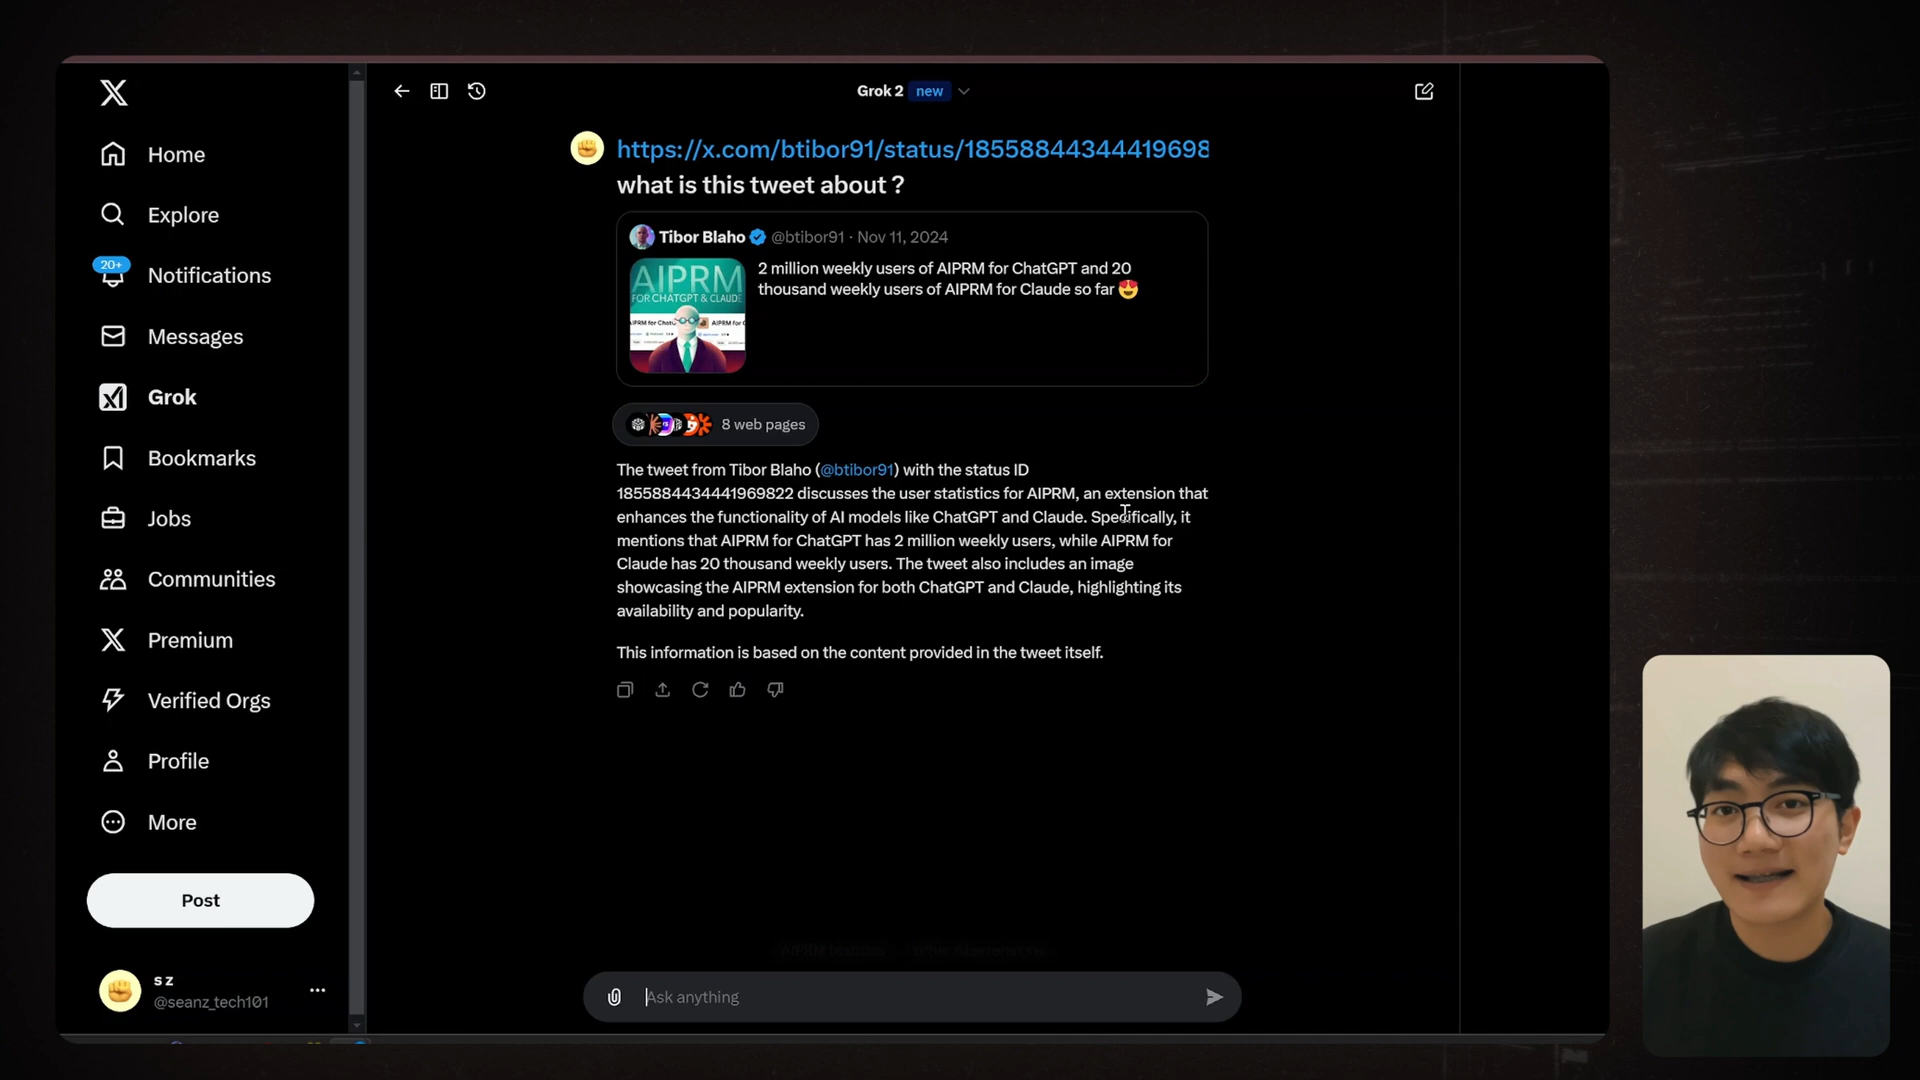 Home
Explore
20+
Notifications
Messages
Grok
Bookmarks
Jobs
Communities
Premium
Verified Orgs
Profile
More
Post
s z
@seanz_tech101
Grok 2 new
https://x.com/btibor91/status/18558844344419698
what is this tweet about ?
Tibor Blaho @btibor91 · Nov 11, 2024
AIPRM
FOR CHATGPT & CLAUDE
2 million weekly users of AIPRM for ChatGPT and 20
thousand weekly users of AIPRM for Claude so far 😍
8 web pages
The tweet from Tibor Blaho (@btibor91) with the status ID
1855884434441969822 discusses the user statistics for AIPRM, an extension that
enhances the functionality of AI models like ChatGPT and Claude. Specifically, it
mentions that AIPRM for ChatGPT has 2 million weekly users, while AIPRM for
Claude has 20 thousand weekly users. The tweet also includes an image
showcasing the AIPRM extension for both ChatGPT and Claude, highlighting its
availability and popularity.
This information is based on the content provided in the tweet itself.
Ask anything